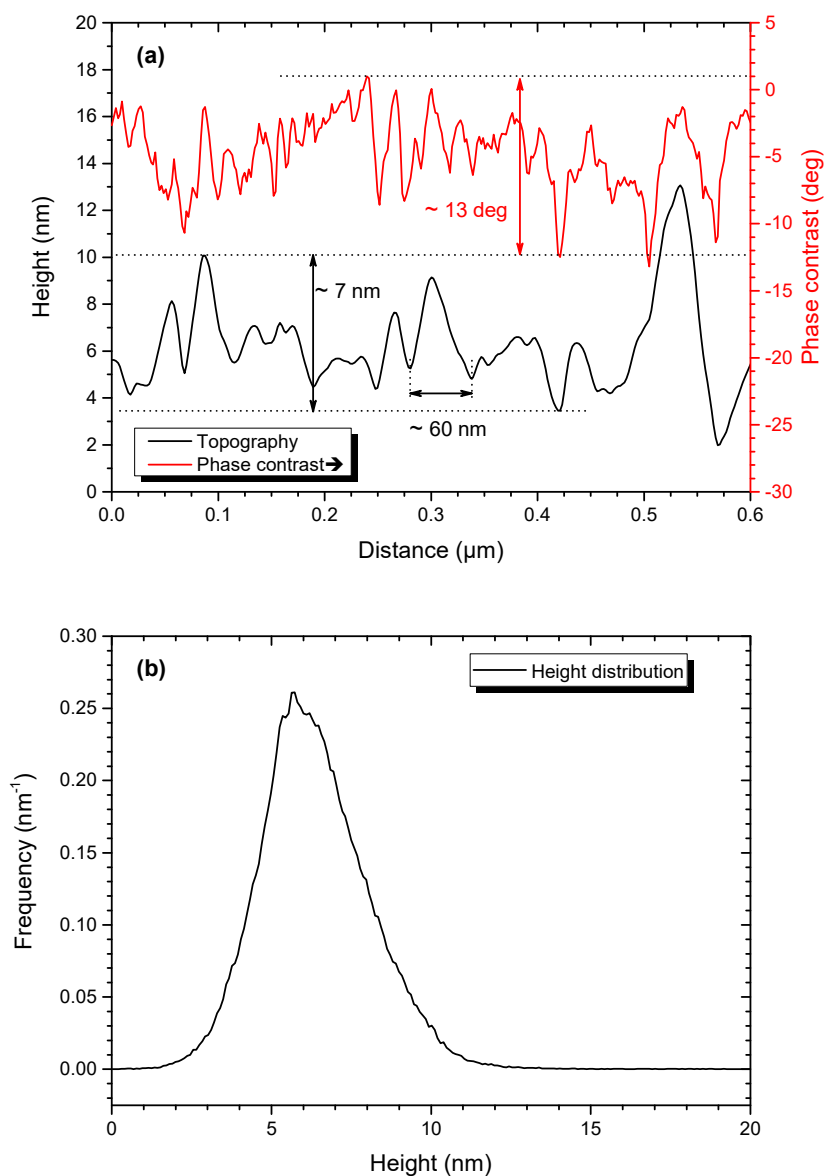 (a)
20
18
16
14
12
10
8
6
4
2
0
Height (nm)
5
0
-5
-10
-15
-20
-25
-30
Phase contrast (deg)
~ 13 deg
~ 7 nm
~ 60 nm
Topography
Phase contrast➔
0.0 0.1 0.2 0.3 0.4 0.5 0.6
Distance (µm)
(b)
Height distribution
0.30
0.25
0.20
0.15
0.10
0.05
0.00
Frequency (nm⁻¹)
0 5 10 15 20
Height (nm)